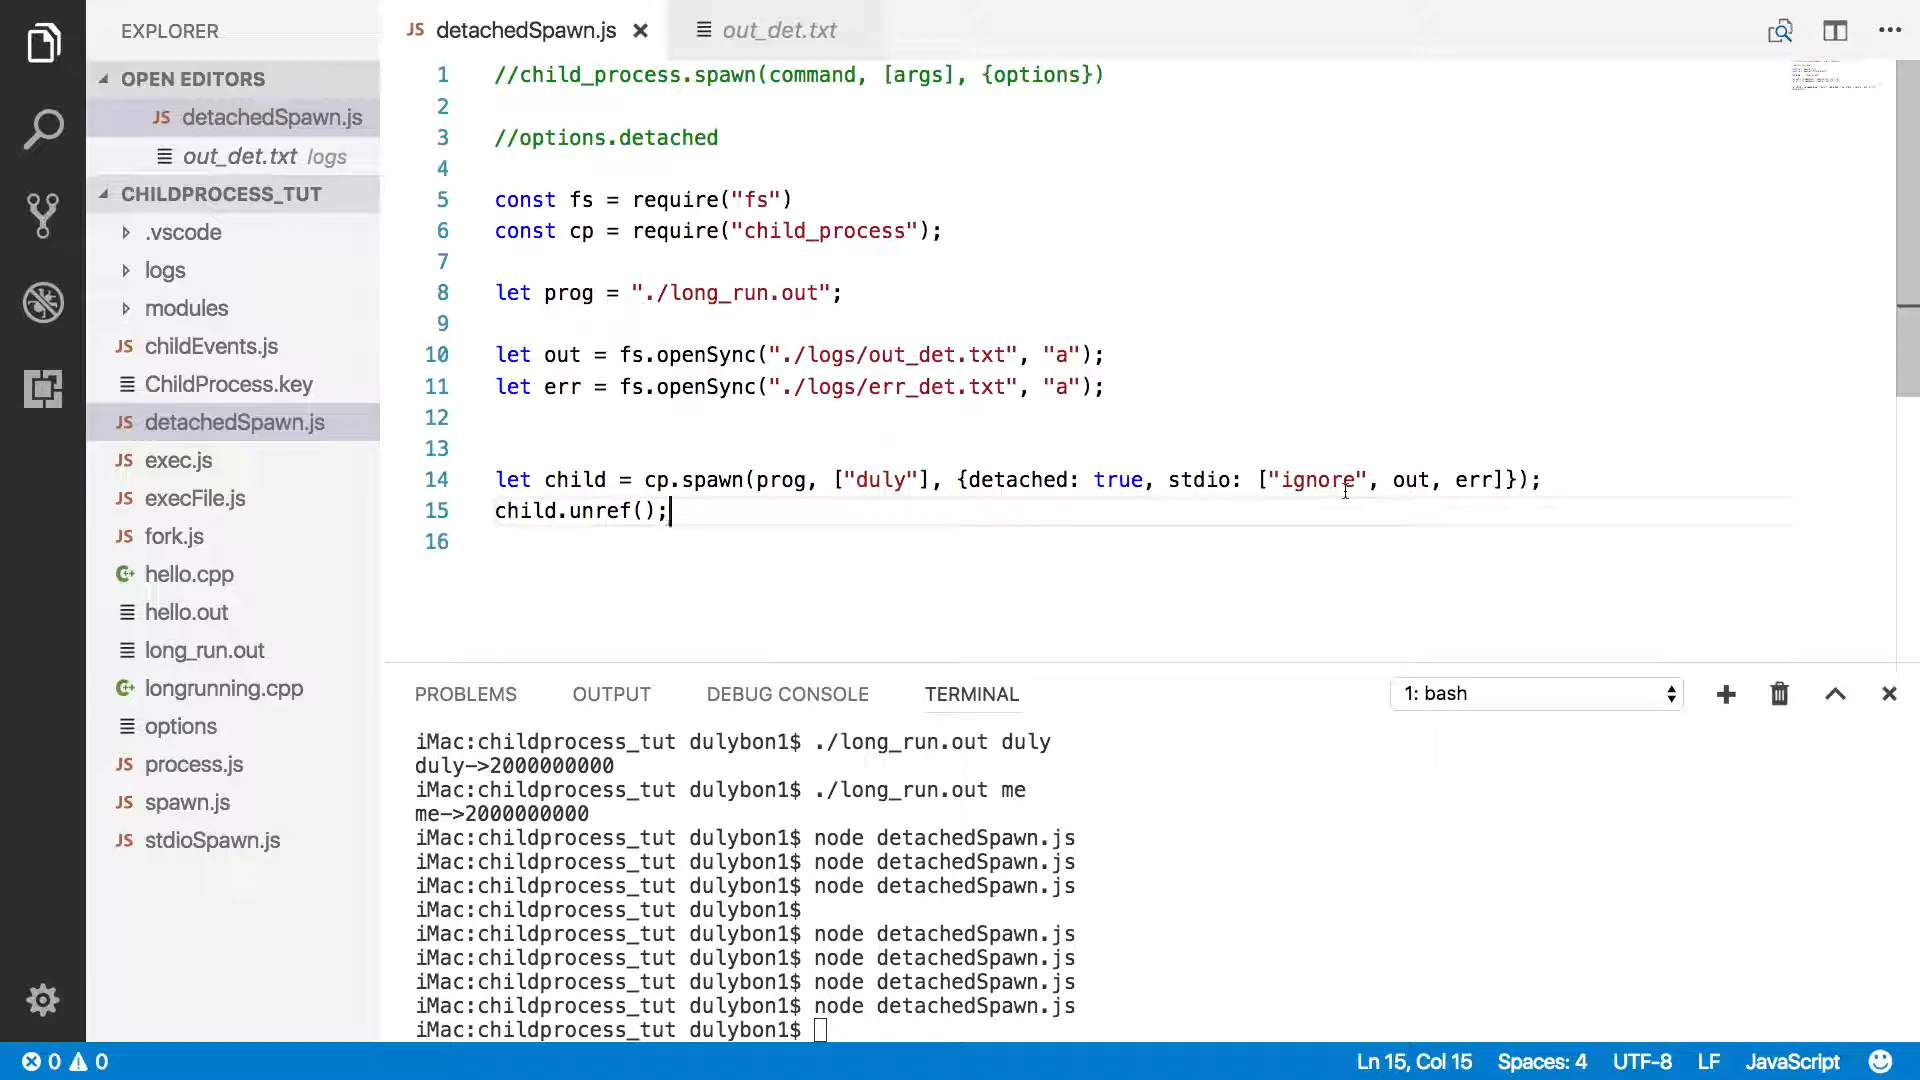 EXPLORER
OPEN EDITORS
JS detachedSpawn.js
out_det.txt logs
CHILDPROCESS_TUT
.vscode
logs
modules
JS childEvents.js
ChildProcess.key
JS detachedSpawn.js
JS exec.js
JS execFile.js
JS fork.js
hello.cpp
hello.out
long_run.out
longrunning.cpp
options
JS process.js
JS spawn.js
JS stdioSpawn.js
JS detachedSpawn.js
out_det.txt
1 //child_process.spawn(command, [args], {options})
2
3 //options.detached
4
5 const fs = require("fs")
6 const cp = require("child_process");
7
8 let prog = "./long_run.out";
9
10 let out = fs.openSync("./logs/out_det.txt", "a");
11 let err = fs.openSync("./logs/err_det.txt", "a");
12
13
14 let child = cp.spawn(prog, ["duly"], {detached: true, stdio: ["ignore", out, err]});
15 child.unref();
16
PROBLEMS OUTPUT DEBUG CONSOLE TERMINAL 1: bash
iMac:childprocess_tut dulybon1$ ./long_run.out duly
duly->2000000000
iMac:childprocess_tut dulybon1$ ./long_run.out me
me->2000000000
iMac:childprocess_tut dulybon1$ node detachedSpawn.js
iMac:childprocess_tut dulybon1$ node detachedSpawn.js
iMac:childprocess_tut dulybon1$ node detachedSpawn.js
iMac:childprocess_tut dulybon1$
iMac:childprocess_tut dulybon1$ node detachedSpawn.js
iMac:childprocess_tut dulybon1$ node detachedSpawn.js
iMac:childprocess_tut dulybon1$ node detachedSpawn.js
iMac:childprocess_tut dulybon1$ node detachedSpawn.js
iMac:childprocess_tut dulybon1$
0 0 Ln 15, Col 15 Spaces: 4 UTF-8 LF JavaScript